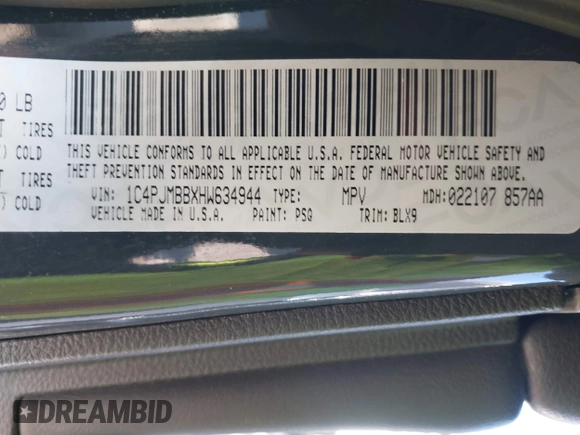 0 LB
TIRES
) COLD
TIRES
) COLD
THIS VEHICLE CONFORMS TO ALL APPLICABLE U.S.A. FEDERAL MOTOR VEHICLE SAFETY AND
THEFT PREVENTION STANDARDS IN EFFECT ON THE DATE OF MANUFACTURE SHOWN ABOVE.
VIN: 1C4PJMBBXHW634944 TYPE: MPV MDH:022107 857AA
VEHICLE MADE IN U.S.A. PAINT: PSQ TRIM: BLX9
DREAMBID